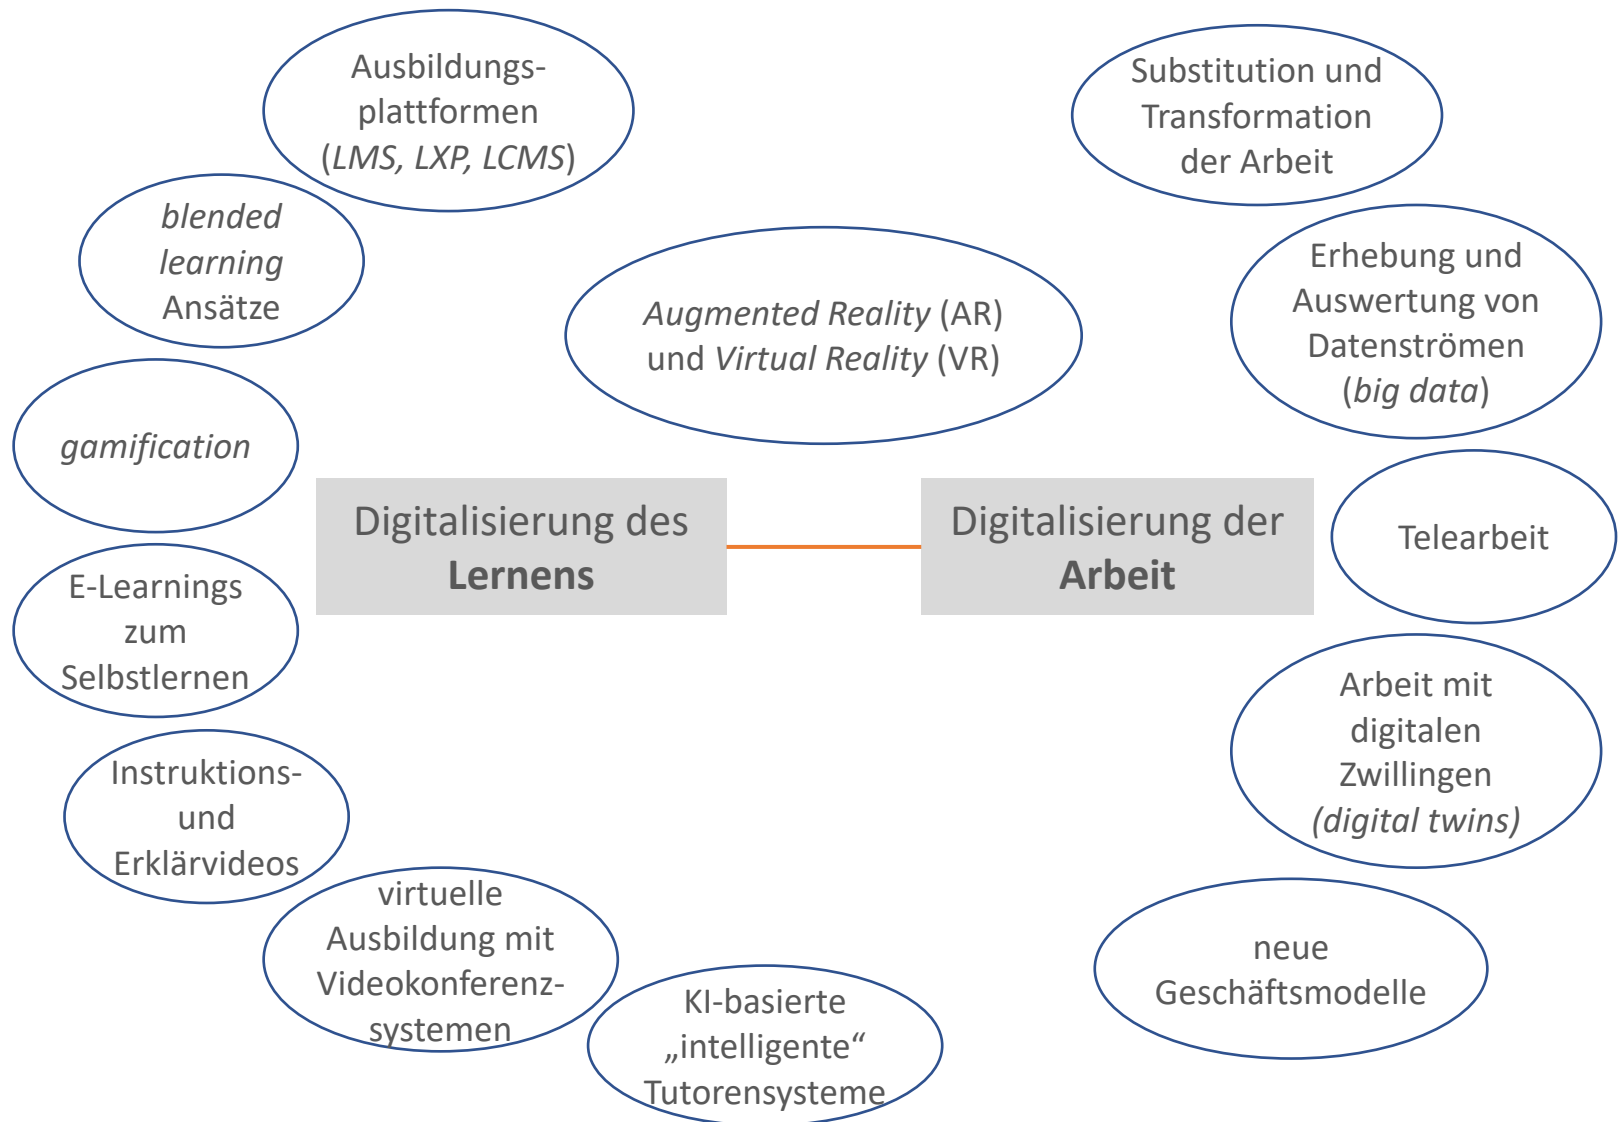 Ausbildungs-
plattformen
(LMS, LXP, LCMS)
blended
learning
Ansätze
gamification
E-Learnings
zum
Selbstlernen
Instruktions-
und
Erklärvideos
virtuelle
Ausbildung mit
Videokonferenz-
systemen
KI-basierte
„intelligente“
Tutorensysteme
Augmented Reality (AR)
und Virtual Reality (VR)
Digitalisierung des
Lernens
Digitalisierung der
Arbeit
Substitution und
Transformation
der Arbeit
Erhebung und
Auswertung von
Datenströmen
(big data)
Telearbeit
Arbeit mit
digitalen
Zwillingen
(digital twins)
neue
Geschäftsmodelle